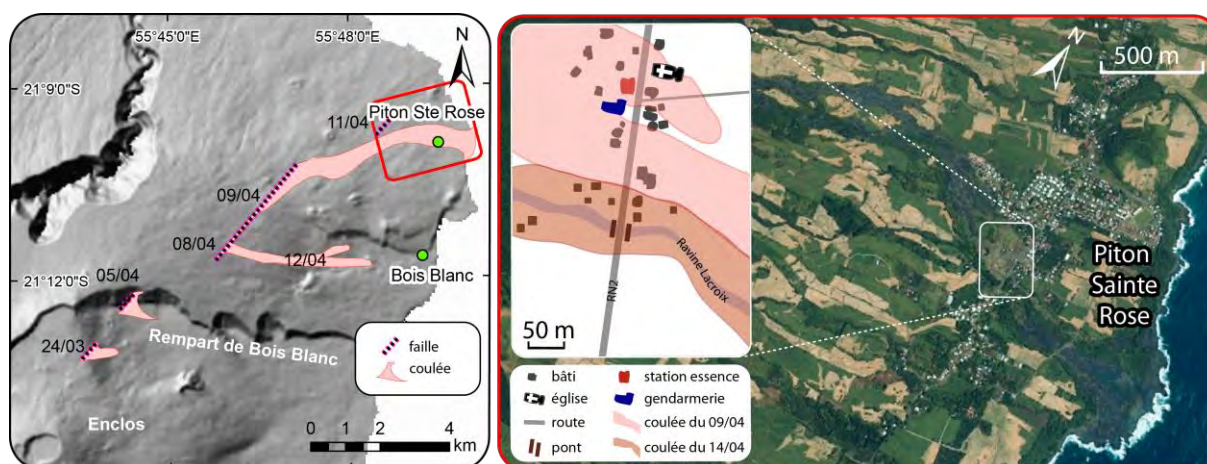 55°45'0"E
55°48'0"E
N
21°9'0"S
Piton Ste Rose
11/04
09/04
08/04
12/04
Bois Blanc
05/04
21°12'0"S
Rempart de Bois Blanc
24/03
faille
coulée
Enclos
0 1 2 4
km
Ravine Lacroix
RN2
50 m
bâti
station essence
église
gendarmerie
route
coulée du 09/04
pont
coulée du 14/04
N
500 m
Piton
Sainte
Rose